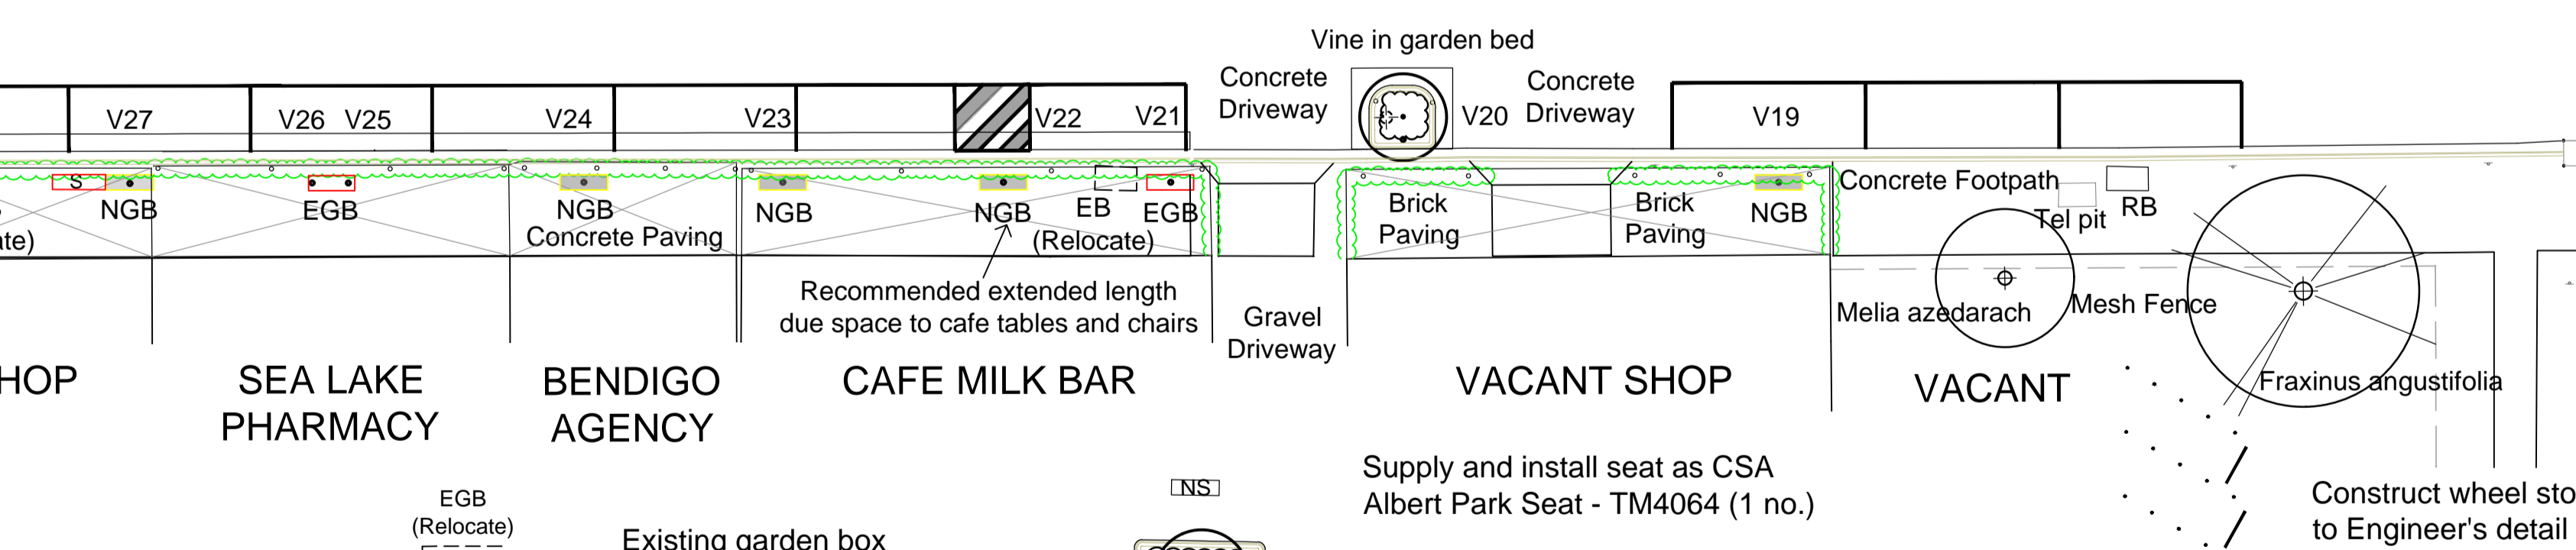 Vine in garden bed
Concrete
Driveway
Concrete
Driveway
V27
V26
V25
V24
V23
V22
V21
V20
V19
S
NGB
EGB
NGB
Concrete Paving
NGB
NGB
EB
(Relocate)
EGB
Brick
Paving
Brick
Paving
NGB
Concrete Footpath
Tel pit
RB
Recommended extended length
due space to cafe tables and chairs
Gravel
Driveway
Melia azedarach
Mesh Fence
Fraxinus angustifolia
SEA LAKE
PHARMACY
BENDIGO
AGENCY
CAFE MILK BAR
VACANT SHOP
VACANT
Supply and install seat as CSA
Albert Park Seat - TM4064 (1 no.)
NS
EGB
(Relocate)
Existing garden box
Construct wheel sto
to Engineer's detail
HOP
ate)